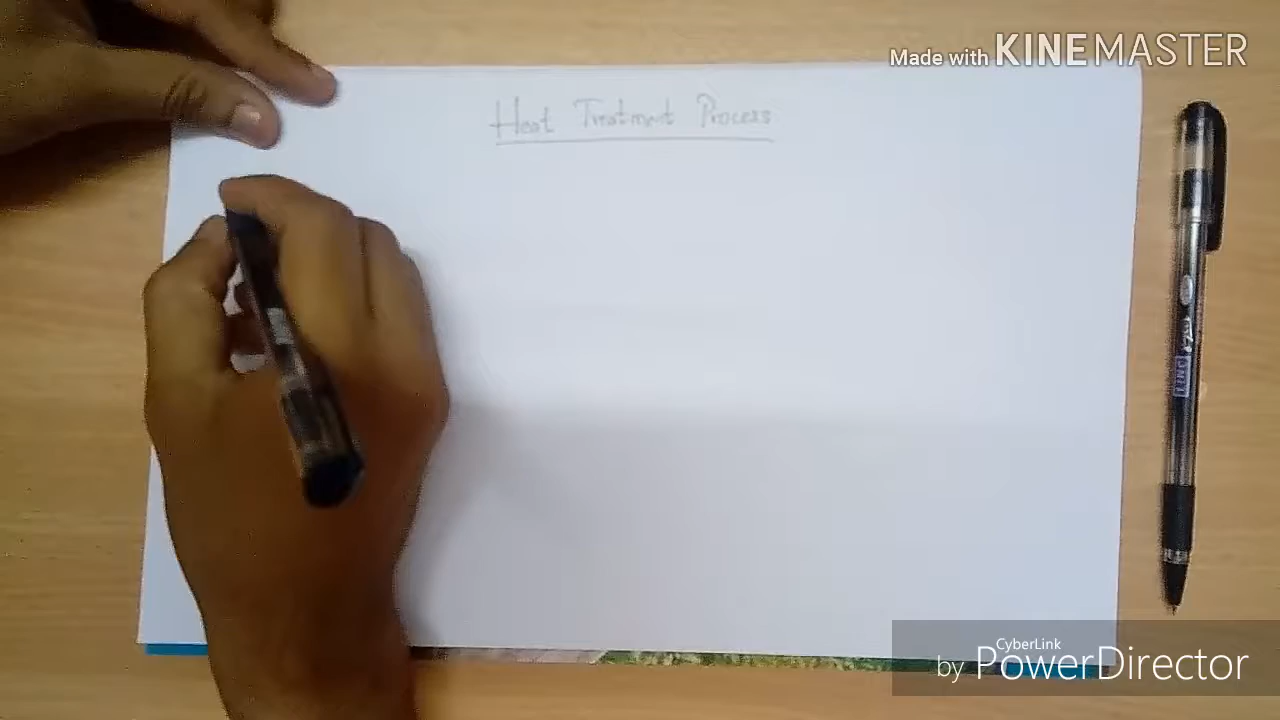 Made with KINEMASTER
Heat Treatment Process
CyberLink
by PowerDirector